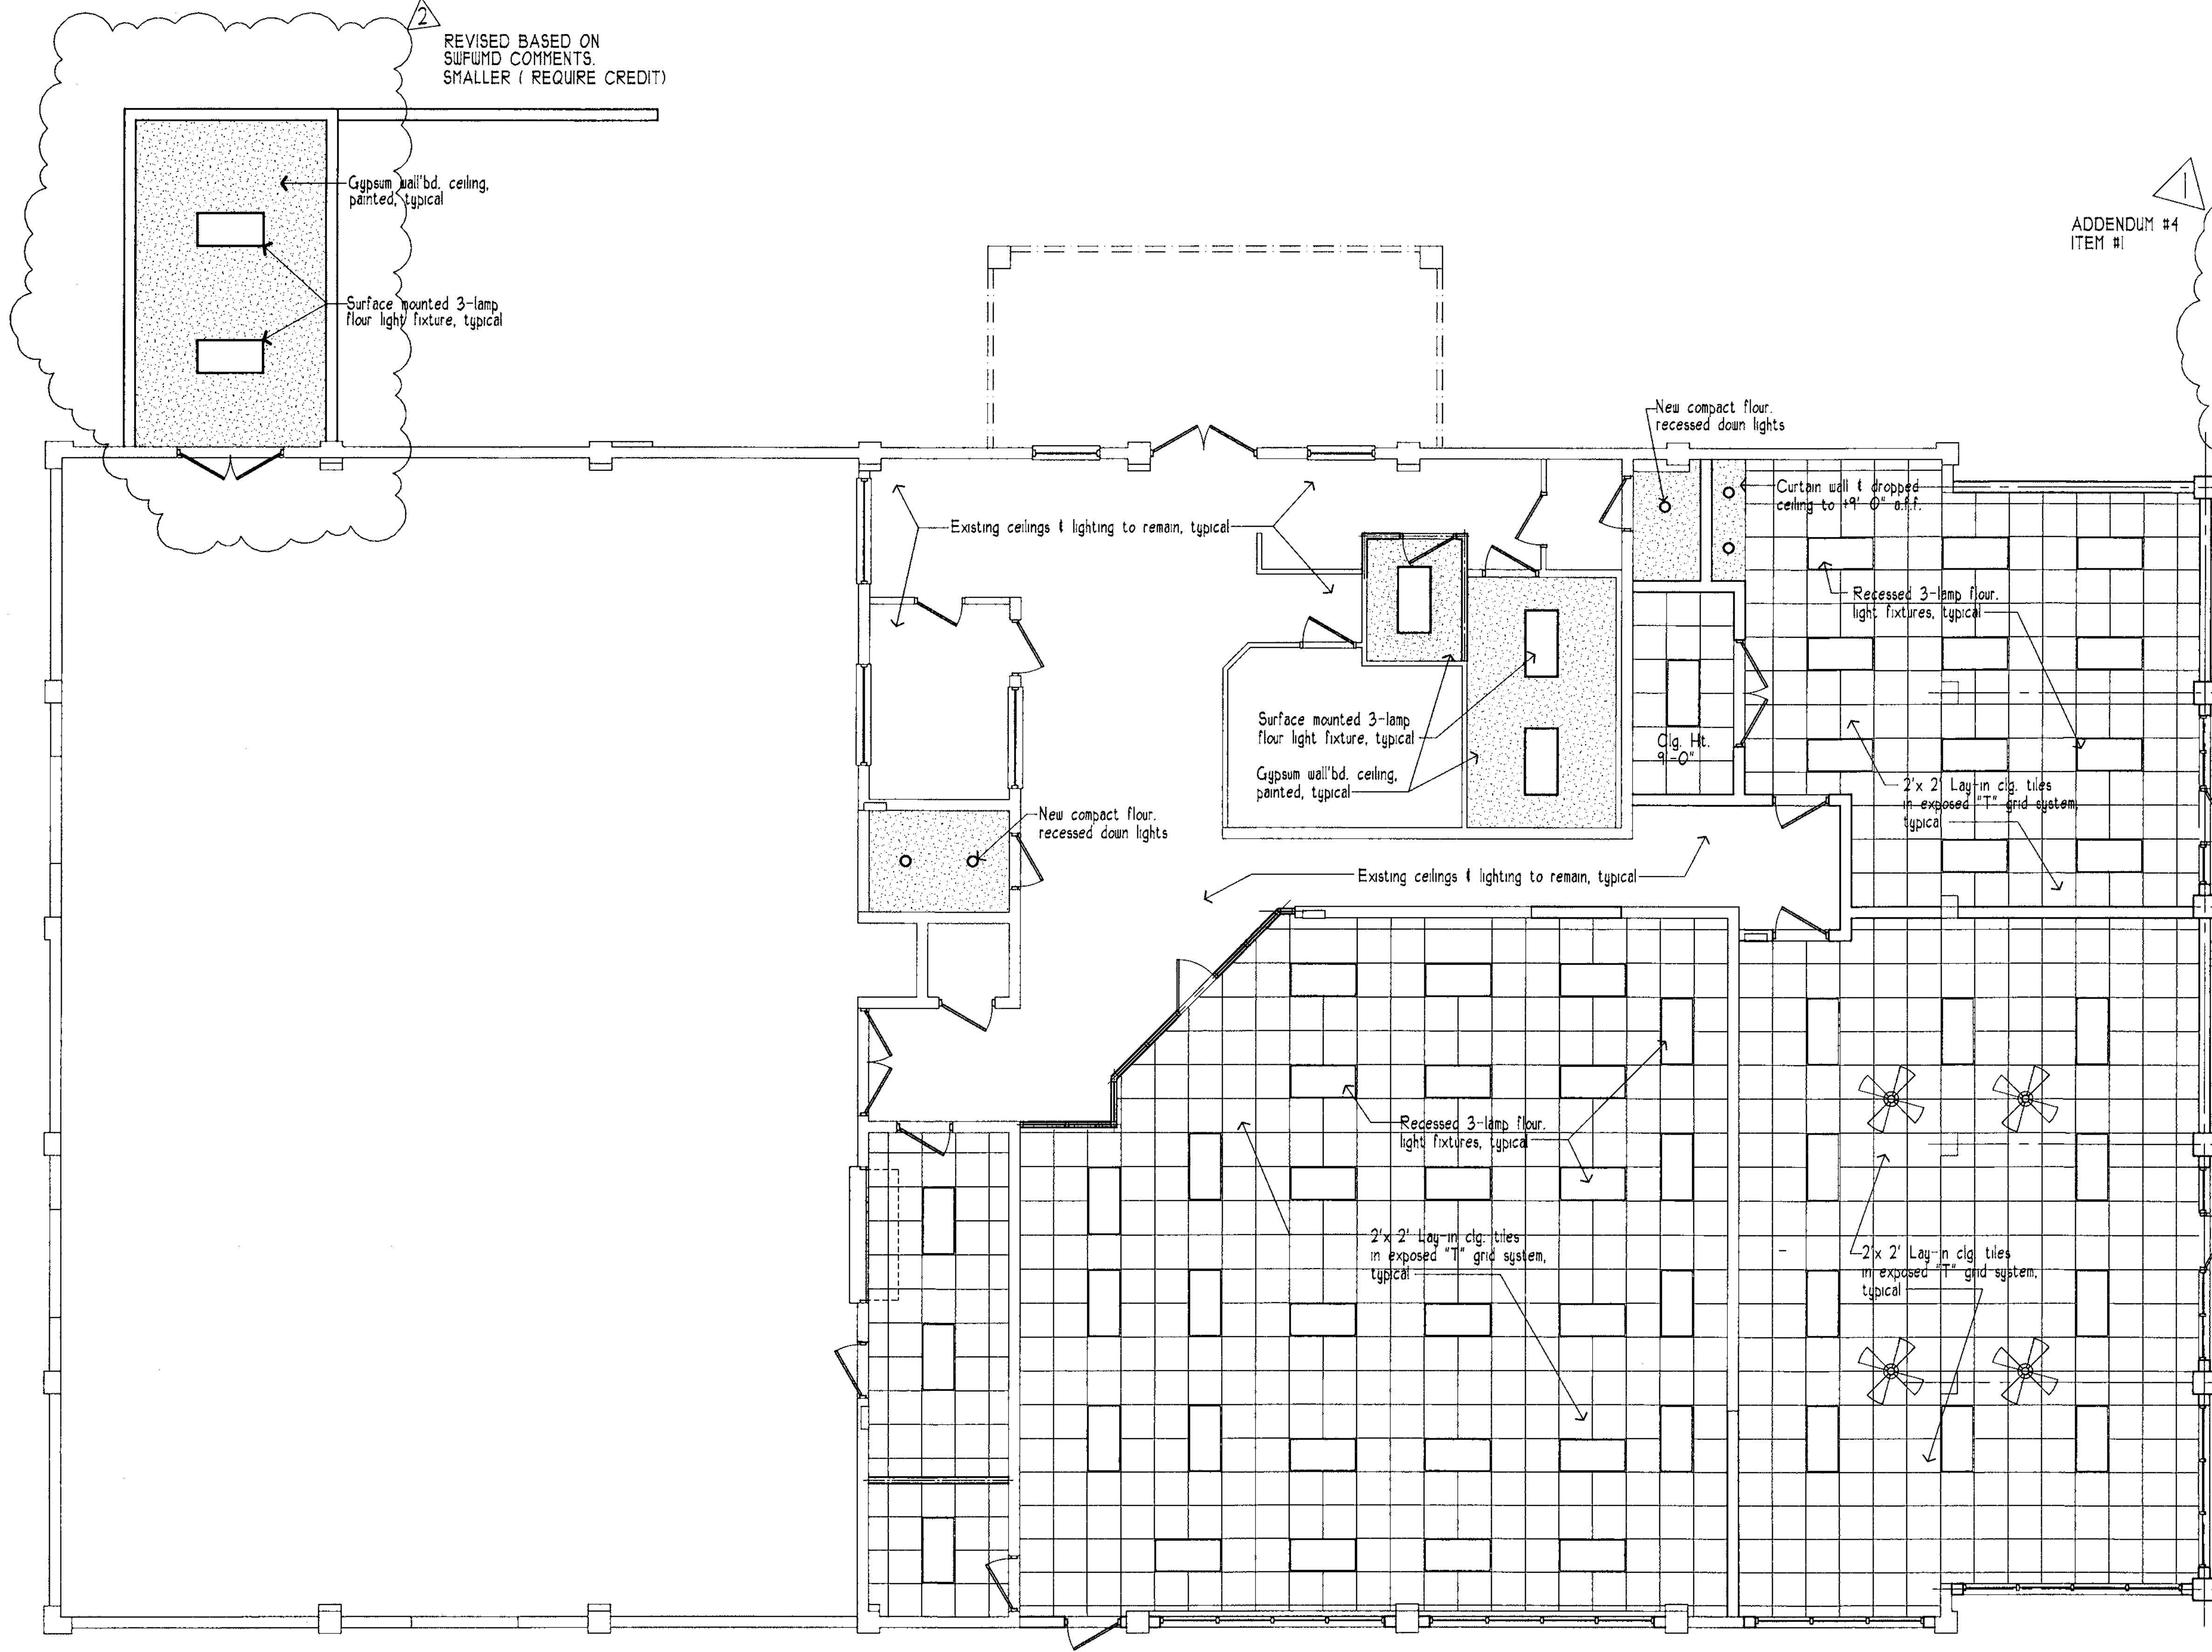 2
REVISED BASED ON
SWFWMD COMMENTS.
SMALLER ( REQUIRE CREDIT)
Gypsum wall'bd. ceiling,
painted, typical
Surface mounted 3-lamp
flour light fixture, typical
1
ADDENDUM #4
ITEM #1
New compact flour.
recessed down lights
Curtain wall & dropped
ceiling to +9' 0" a.f.f.
Existing ceilings & lighting to remain, typical
Recessed 3-lamp flour.
light fixtures, typical
Surface mounted 3-lamp
flour light fixture, typical
Clg. Ht.
9'-0"
Gypsum wall'bd. ceiling,
painted, typical
2'x 2' Lay-in clg. tiles
in exposed "T" grid system,
typical
New compact flour.
recessed down lights
Existing ceilings & lighting to remain, typical
Recessed 3-lamp flour.
light fixtures, typical
2'x 2' Lay-in clg. tiles
in exposed "T" grid system,
typical
2'x 2' Lay-in clg. tiles
in exposed "T" grid system,
typical